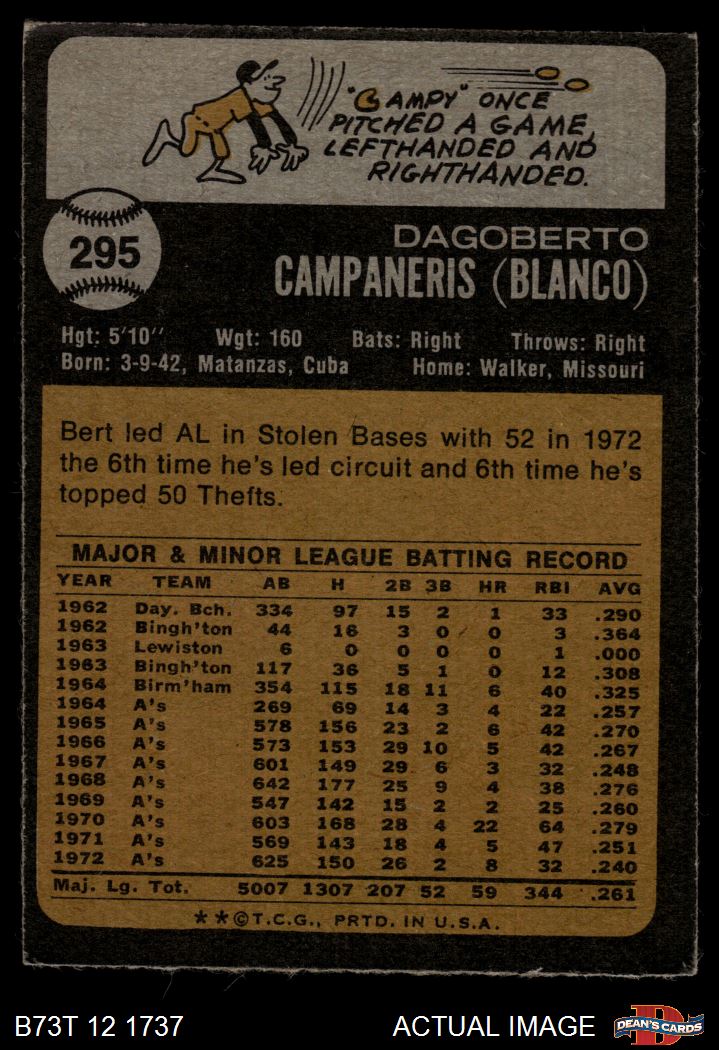 "CAMPY" ONCE
PITCHED A GAME,
LEFTHANDED AND
RIGHTHANDED.
295
DAGOBERTO
CAMPANERIS (BLANCO)
Hgt: 5'10" Wgt: 160 Bats: Right Throws: Right
Born: 3-9-42, Matanzas, Cuba Home: Walker, Missouri
Bert led AL in Stolen Bases with 52 in 1972
the 6th time he's led circuit and 6th time he's
topped 50 Thefts.
MAJOR & MINOR LEAGUE BATTING RECORD
YEAR TEAM AB H 2B 3B HR RBI AVG
1962 Day. Bch. 334 97 15 2 1 33 .290
1962 Bingh'ton 44 16 3 0 0 3 .364
1963 Lewiston 6 0 0 0 0 1 .000
1963 Bingh'ton 117 36 5 1 0 12 .308
1964 Birm'ham 354 115 18 11 6 40 .325
1964 A's 269 69 14 3 4 22 .257
1965 A's 578 156 23 2 6 42 .270
1966 A's 573 153 29 10 5 42 .267
1967 A's 601 149 29 6 3 32 .248
1968 A's 642 177 25 9 4 38 .276
1969 A's 547 142 15 2 2 25 .260
1970 A's 603 168 28 4 22 64 .279
1971 A's 569 143 18 4 5 47 .251
1972 A's 625 150 26 2 8 32 .240
Maj. Lg. Tot. 5007 1307 207 52 59 344 .261
**©T.C.G., PRTD. IN U.S.A.
B73T 12 1737 ACTUAL IMAGE D DEAN'S CARDS